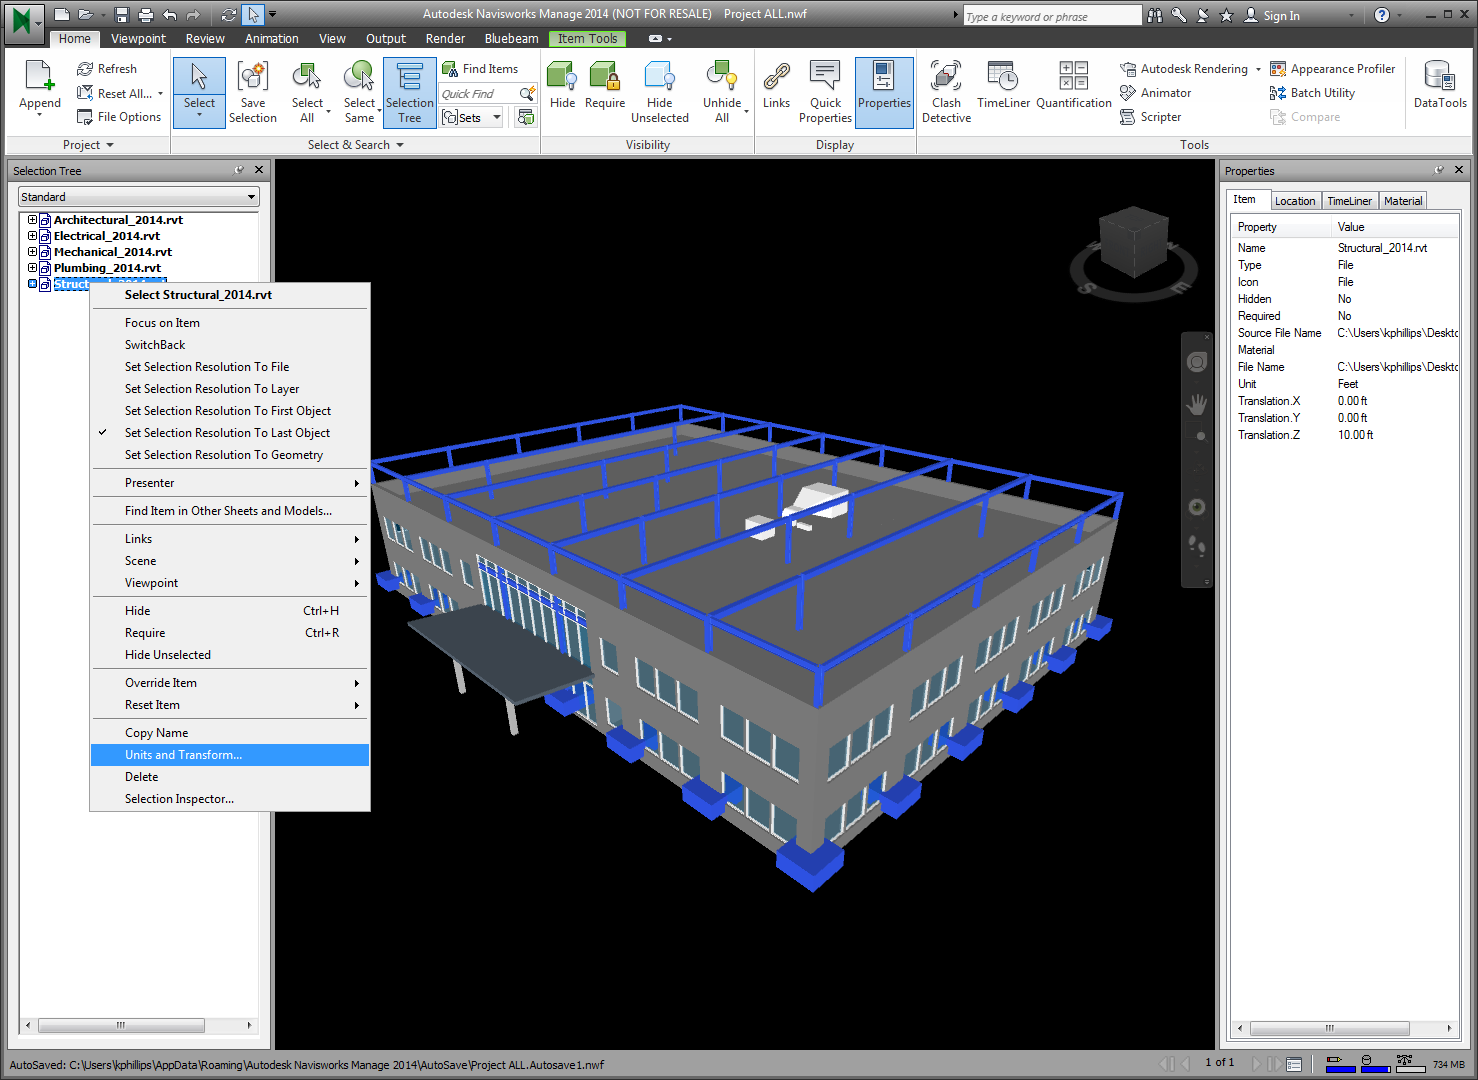 Autodesk Navisworks Manage 2014 (NOT FOR RESALE) Project ALL.nwf
Type a keyword or phrase
Sign In
Home Viewpoint Review Animation View Output Render Bluebeam Item Tools
Append
Refresh
Reset All...
File Options
Project
Select
Save Selection
Select All
Select Same
Selection Tree
Find Items
Quick Find
Sets
Select & Search
Hide
Require
Hide Unselected
Unhide All
Visibility
Links
Quick Properties
Properties
Display
Clash Detective
TimeLiner
Quantification
Autodesk Rendering
Animator
Scripter
Appearance Profiler
Batch Utility
Compare
Tools
DataTools
Selection Tree
Standard
Architectural_2014.rvt
Electrical_2014.rvt
Mechanical_2014.rvt
Plumbing_2014.rvt
Select Structural_2014.rvt
Focus on Item
SwitchBack
Set Selection Resolution To File
Set Selection Resolution To Layer
Set Selection Resolution To First Object
Set Selection Resolution To Last Object
Set Selection Resolution To Geometry
Presenter
Find Item in Other Sheets and Models...
Links
Scene
Viewpoint
Hide Ctrl+H
Require Ctrl+R
Hide Unselected
Override Item
Reset Item
Copy Name
Units and Transform...
Delete
Selection Inspector...
S E
Properties
Item Location TimeLiner Material
Property Value
Name Structural_2014.rvt
Type File
Icon File
Hidden No
Required No
Source File Name C:\Users\kphillips\Deskto
Material
File Name C:\Users\kphillips\Deskto
Unit Feet
Translation.X 0.00 ft
Translation.Y 0.00 ft
Translation.Z 10.00 ft
AutoSaved: C:\Users\kphillips\AppData\Roaming\Autodesk Navisworks Manage 2014\AutoSave\Project ALL.Autosave1.nwf
1 of 1
734 MB